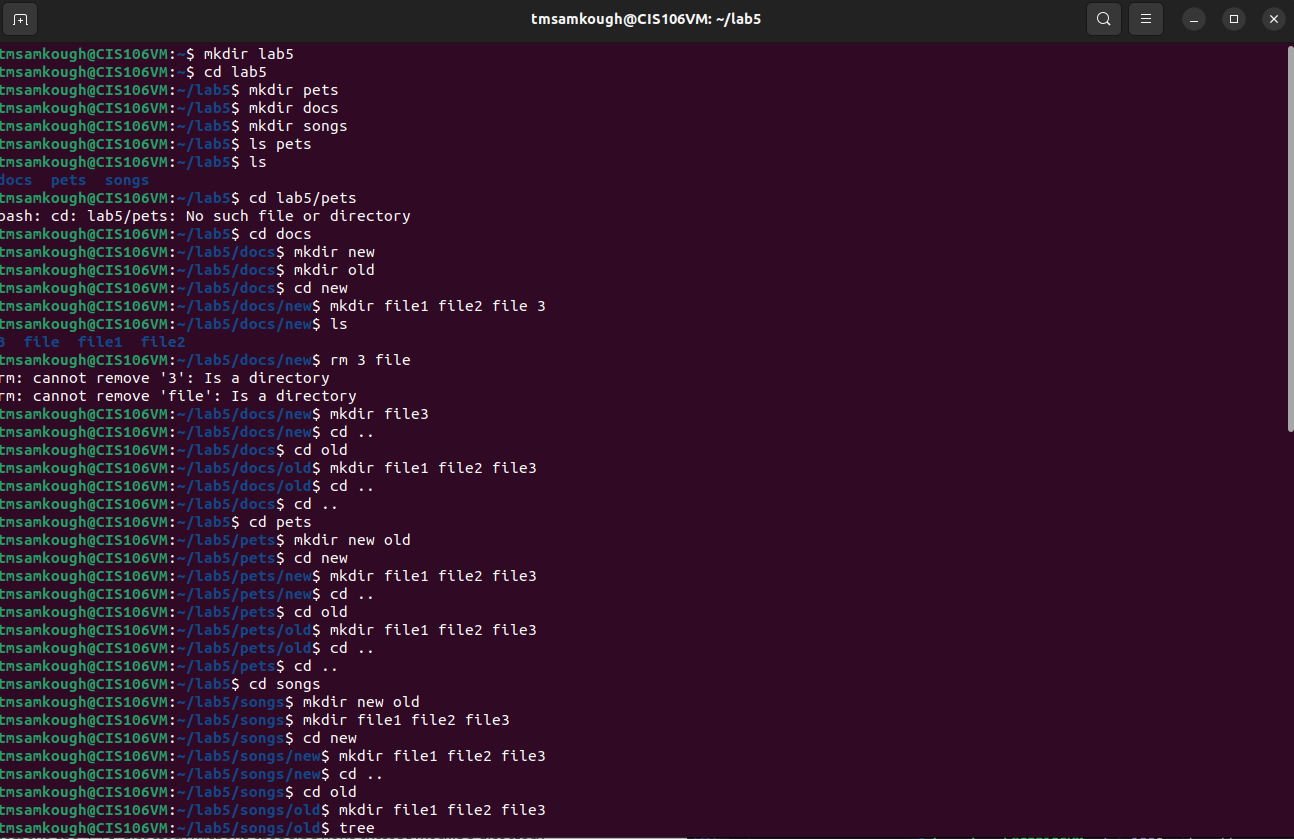 tmsamkough@CIS106VM: ~/lab5
tmsamkough@CIS106VM:~$ mkdir lab5
tmsamkough@CIS106VM:~$ cd lab5
tmsamkough@CIS106VM:~/lab5$ mkdir pets
tmsamkough@CIS106VM:~/lab5$ mkdir docs
tmsamkough@CIS106VM:~/lab5$ mkdir songs
tmsamkough@CIS106VM:~/lab5$ ls pets
tmsamkough@CIS106VM:~/lab5$ ls
docs  pets  songs
tmsamkough@CIS106VM:~/lab5$ cd lab5/pets
bash: cd: lab5/pets: No such file or directory
tmsamkough@CIS106VM:~/lab5$ cd docs
tmsamkough@CIS106VM:~/lab5/docs$ mkdir new
tmsamkough@CIS106VM:~/lab5/docs$ mkdir old
tmsamkough@CIS106VM:~/lab5/docs$ cd new
tmsamkough@CIS106VM:~/lab5/docs/new$ mkdir file1 file2 file 3
tmsamkough@CIS106VM:~/lab5/docs/new$ ls
3  file  file1  file2
tmsamkough@CIS106VM:~/lab5/docs/new$ rm 3 file
rm: cannot remove '3': Is a directory
rm: cannot remove 'file': Is a directory
tmsamkough@CIS106VM:~/lab5/docs/new$ mkdir file3
tmsamkough@CIS106VM:~/lab5/docs/new$ cd ..
tmsamkough@CIS106VM:~/lab5/docs$ cd old
tmsamkough@CIS106VM:~/lab5/docs/old$ mkdir file1 file2 file3
tmsamkough@CIS106VM:~/lab5/docs/old$ cd ..
tmsamkough@CIS106VM:~/lab5/docs$ cd ..
tmsamkough@CIS106VM:~/lab5$ cd pets
tmsamkough@CIS106VM:~/lab5/pets$ mkdir new old
tmsamkough@CIS106VM:~/lab5/pets$ cd new
tmsamkough@CIS106VM:~/lab5/pets/new$ mkdir file1 file2 file3
tmsamkough@CIS106VM:~/lab5/pets/new$ cd ..
tmsamkough@CIS106VM:~/lab5/pets$ cd old
tmsamkough@CIS106VM:~/lab5/pets/old$ mkdir file1 file2 file3
tmsamkough@CIS106VM:~/lab5/pets/old$ cd ..
tmsamkough@CIS106VM:~/lab5/pets$ cd ..
tmsamkough@CIS106VM:~/lab5$ cd songs
tmsamkough@CIS106VM:~/lab5/songs$ mkdir new old
tmsamkough@CIS106VM:~/lab5/songs$ mkdir file1 file2 file3
tmsamkough@CIS106VM:~/lab5/songs$ cd new
tmsamkough@CIS106VM:~/lab5/songs/new$ mkdir file1 file2 file3
tmsamkough@CIS106VM:~/lab5/songs/new$ cd ..
tmsamkough@CIS106VM:~/lab5/songs$ cd old
tmsamkough@CIS106VM:~/lab5/songs/old$ mkdir file1 file2 file3
tmsamkough@CIS106VM:~/lab5/songs/old$ tree